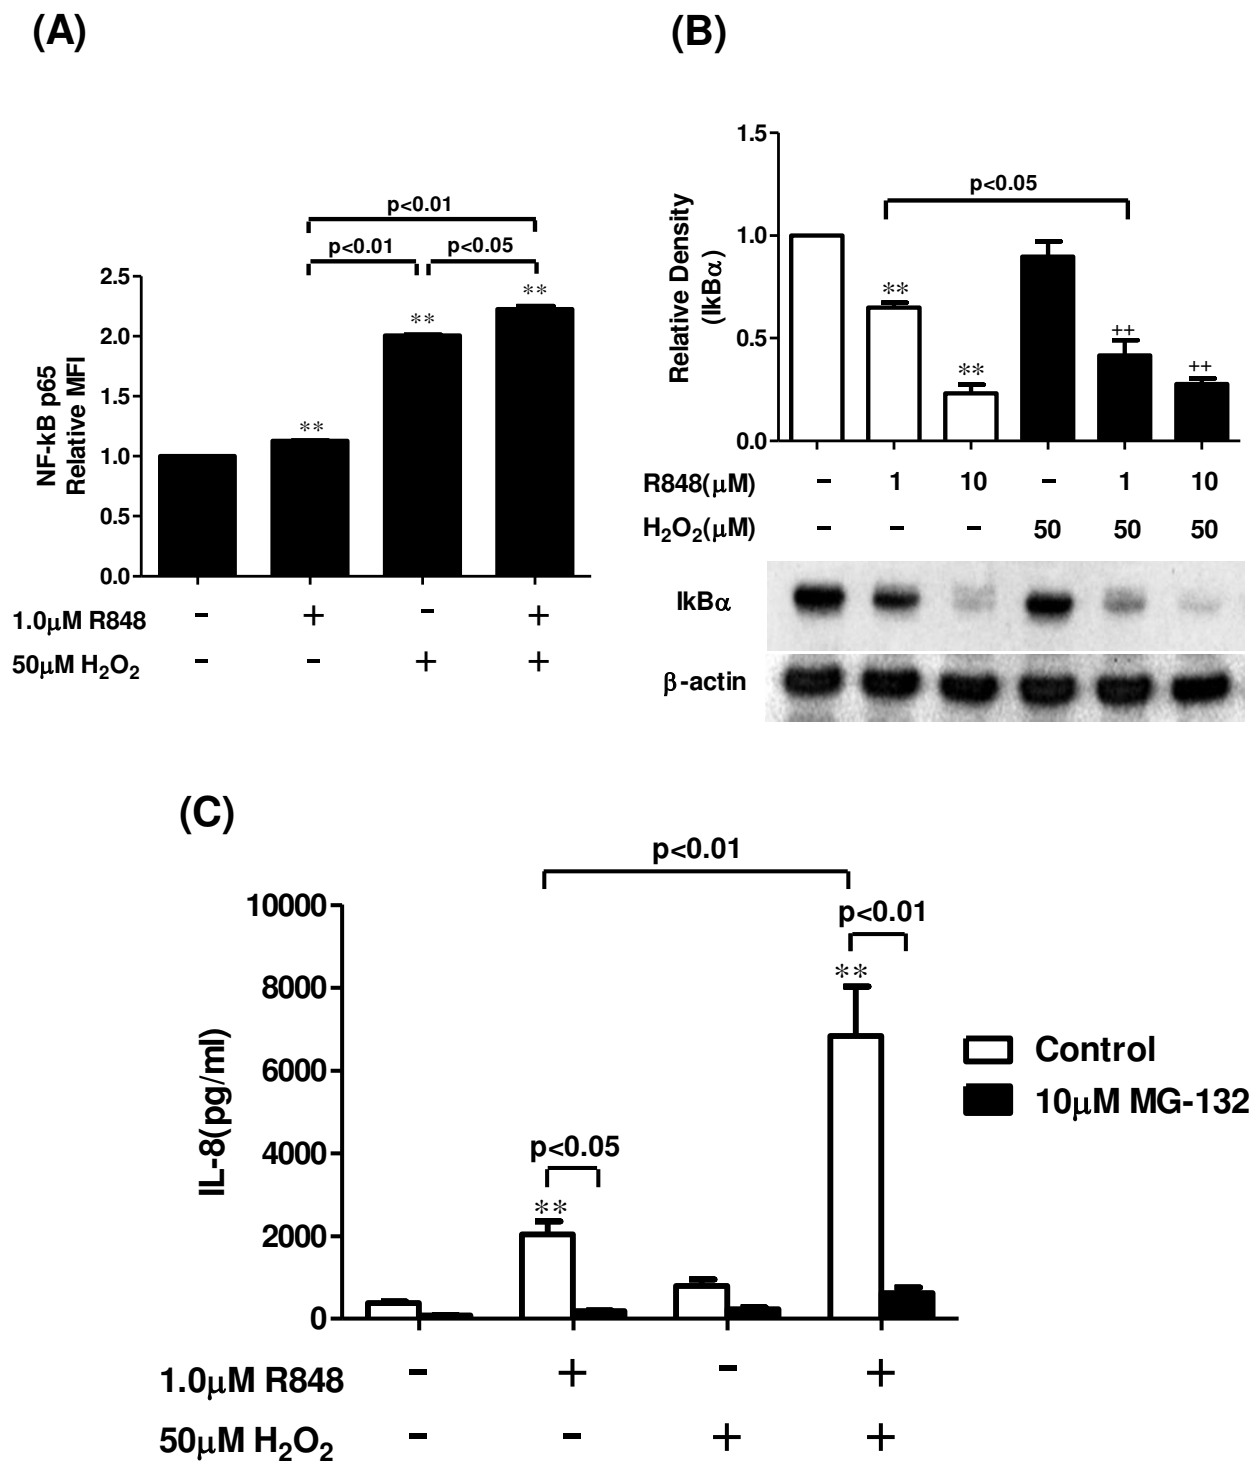 (A)
p<0.01
p<0.01 p<0.05
** ** **
2.5
2.0
1.5
1.0
0.5
0.0
NF-kB p65
Relative MFI
1.0μM R848 - + - +
50μM H₂O₂ - - + +
(B)
p<0.05
** ** ++ ++
1.5
1.0
0.5
0.0
Relative Density
(IkBα)
R848(μM) - 1 10 - 1 10
H₂O₂(μM) - - - 50 50 50
IkBα
β-actin
(C)
p<0.01
p<0.01
**
p<0.05
**
10000
8000
6000
4000
2000
0
IL-8(pg/ml)
Control
10μM MG-132
1.0μM R848 - + - +
50μM H₂O₂ - - + +